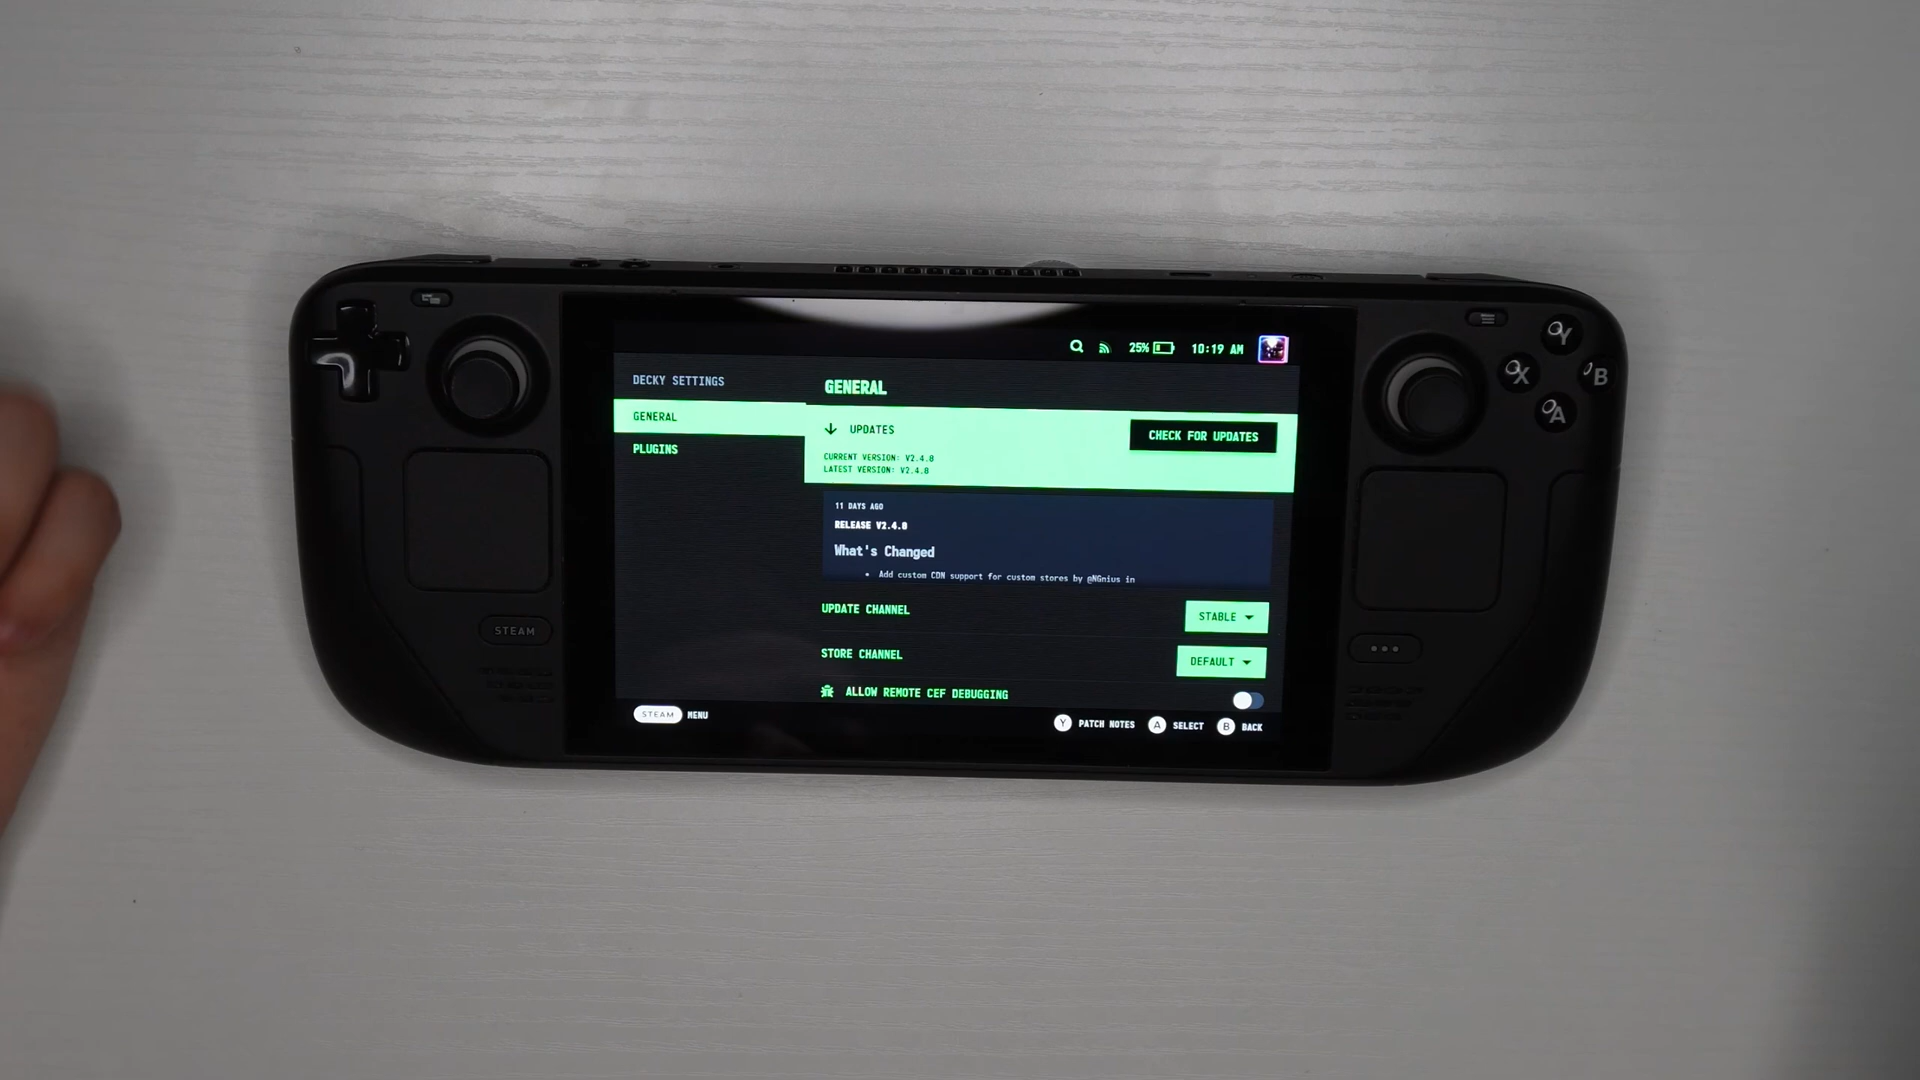 25% 10:19 AM
DECKY SETTINGS
GENERAL
PLUGINS
GENERAL
UPDATES
CHECK FOR UPDATES
CURRENT VERSION: V2.4.8
LATEST VERSION: V2.4.8
11 DAYS AGO
RELEASE V2.4.8
What's Changed
• Add custom CDN support for custom stores by @NGnius in
UPDATE CHANNEL
STABLE
STORE CHANNEL
DEFAULT
ALLOW REMOTE CEF DEBUGGING
STEAM MENU
Y PATCH NOTES A SELECT B BACK
STEAM
Y
X
B
A